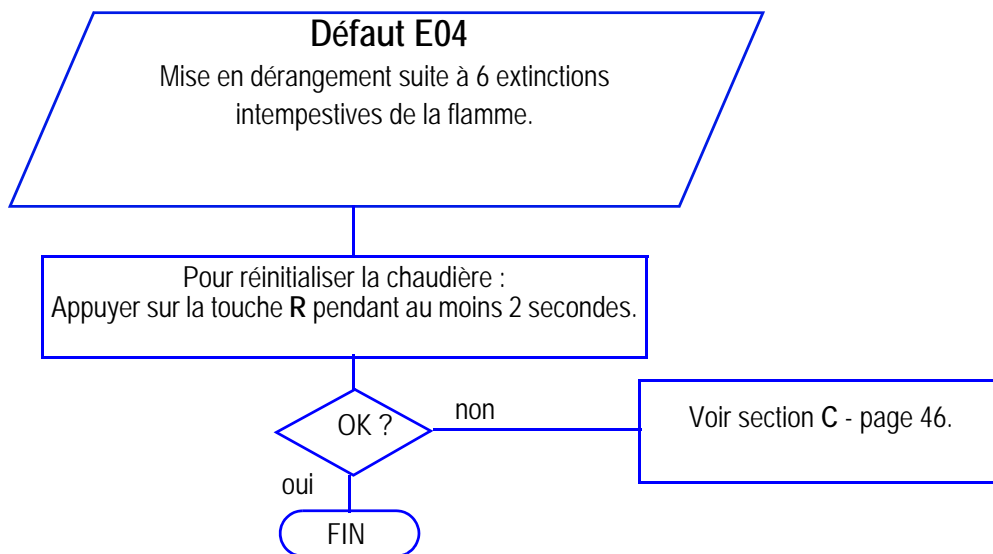 Défaut E04
Mise en dérangement suite à 6 extinctions
intempestives de la flamme.
Pour réinitialiser la chaudière :
Appuyer sur la touche R pendant au moins 2 secondes.
OK ?
non
Voir section C - page 46.
oui
FIN